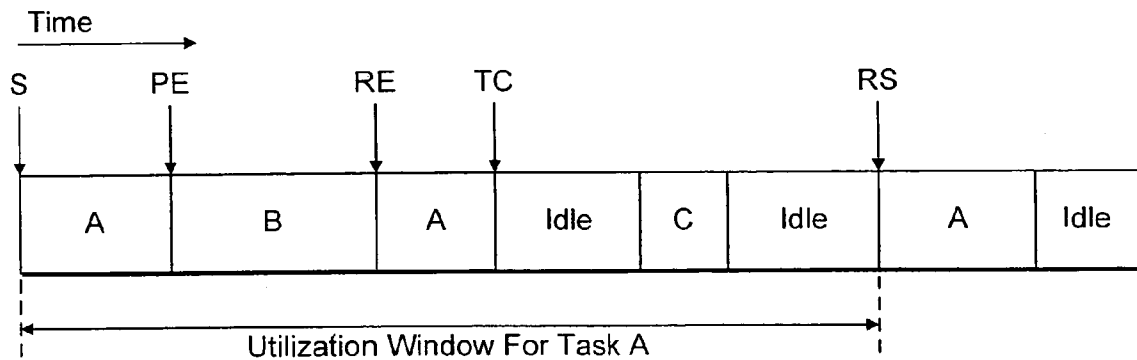 Time
S PE RE TC RS
A B A Idle C Idle A Idle
Utilization Window For Task A